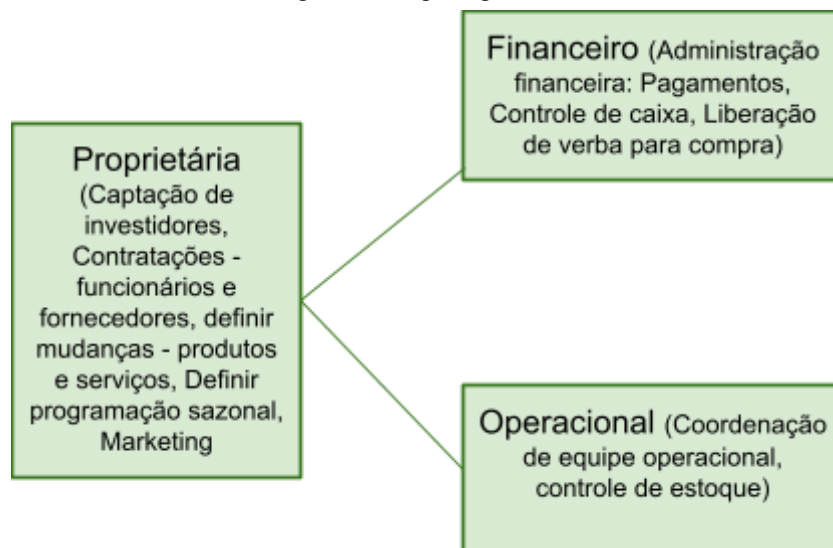 Proprietária
(Captação de
investidores,
Contratações -
funcionários e
fornecedores, definir
mudanças - produtos
e serviços, Definir
programação sazonal,
Marketing
Financeiro (Administração
financeira: Pagamentos,
Controle de caixa, Liberação
de verba para compra)
Operacional (Coordenação
de equipe operacional,
controle de estoque)